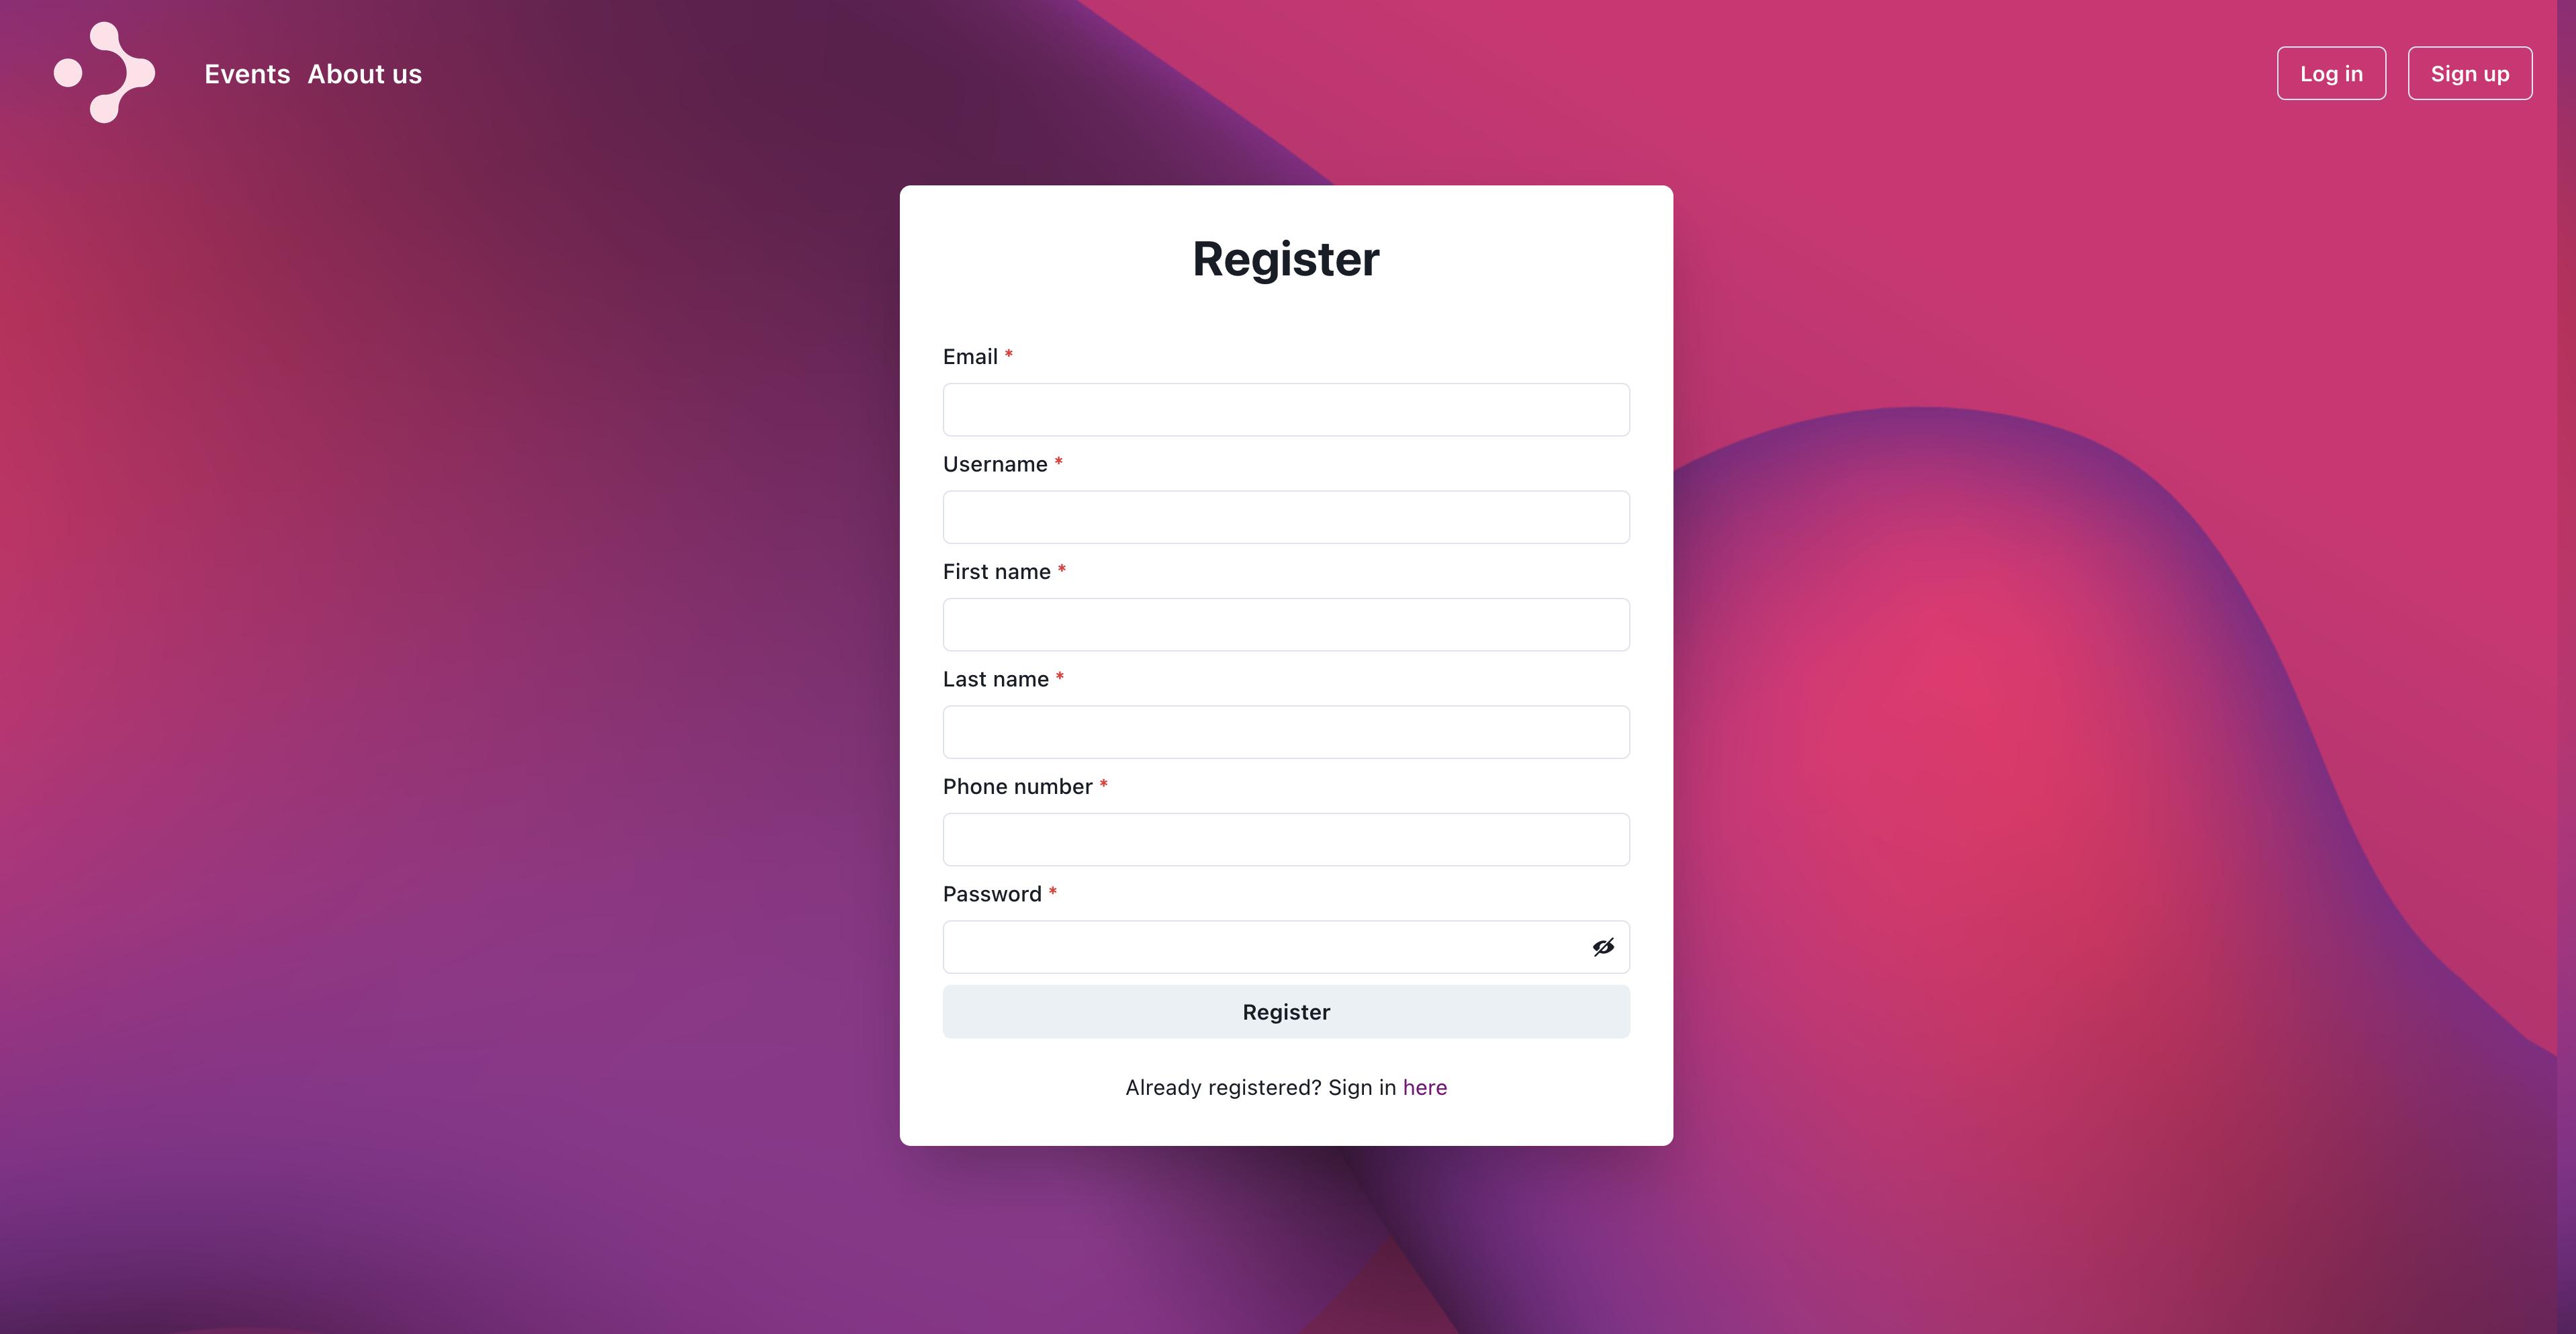 Events About us
Log in Sign up
Register
Email *
Username *
First name *
Last name *
Phone number *
Password *
Register
Already registered? Sign in here